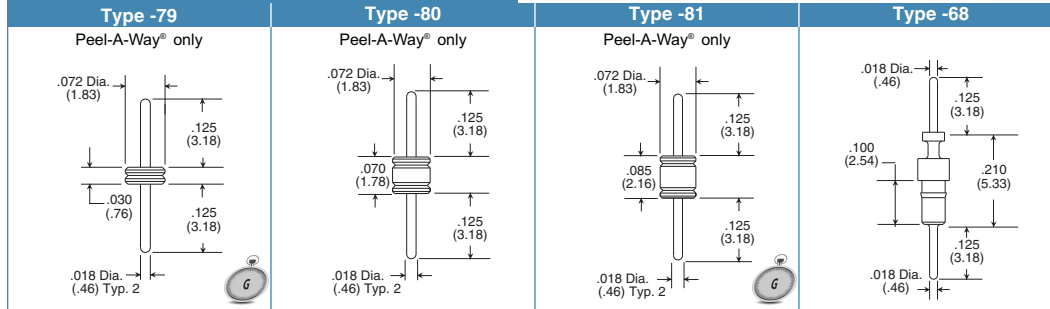 Type -79
Peel-A-Way® only
.072 Dia.
(1.83)
.125
(3.18)
.030
(.76)
.125
(3.18)
.018 Dia.
(.46) Typ. 2
G
Type -80
Peel-A-Way® only
.072 Dia.
(1.83)
.125
(3.18)
.070
(1.78)
.125
(3.18)
.018 Dia.
(.46) Typ. 2
Type -81
Peel-A-Way® only
.072 Dia.
(1.83)
.125
(3.18)
.085
(2.16)
.125
(3.18)
.018 Dia.
(.46) Typ. 2
G
Type -68
.018 Dia.
(.46)
.125
(3.18)
.100
(2.54)
.210
(5.33)
.125
(3.18)
.018 Dia.
(.46)